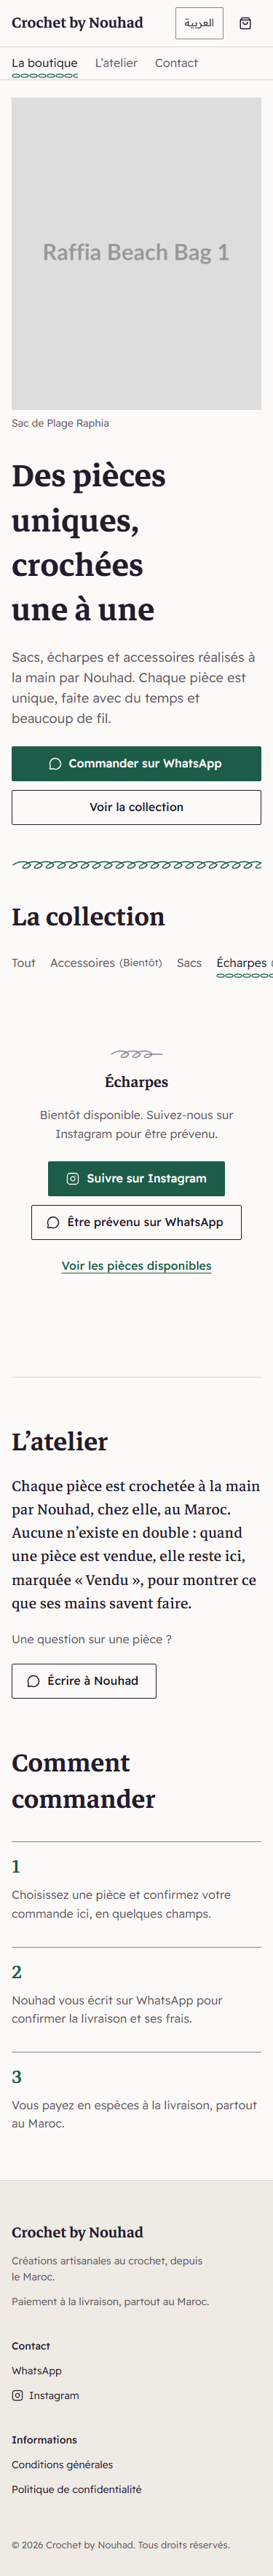 Crochet by Nouhad
العربية
La boutique
L’atelier
Contact
Raffia Beach Bag 1
Sac de Plage Raphia
Des pièces
uniques,
crochées
une à une
Sacs, écharpes et accessoires réalisés à
la main par Nouhad. Chaque pièce est
unique, faite avec du temps et
beaucoup de fil.
Commander sur WhatsApp
Voir la collection
La collection
Tout
Accessoires (Bientôt)
Sacs
Écharpes
Écharpes
Bientôt disponible. Suivez-nous sur
Instagram pour être prévenu.
Suivre sur Instagram
Être prévenu sur WhatsApp
Voir les pièces disponibles
L’atelier
Chaque pièce est crochetée à la main
par Nouhad, chez elle, au Maroc.
Aucune n’existe en double : quand
une pièce est vendue, elle reste ici,
marquée « Vendu », pour montrer ce
que ses mains savent faire.
Une question sur une pièce ?
Écrire à Nouhad
Comment
commander
1
Choisissez une pièce et confirmez votre
commande ici, en quelques champs.
2
Nouhad vous écrit sur WhatsApp pour
confirmer la livraison et ses frais.
3
Vous payez en espèces à la livraison, partout
au Maroc.
Crochet by Nouhad
Créations artisanales au crochet, depuis
le Maroc.
Paiement à la livraison, partout au Maroc.
Contact
WhatsApp
Instagram
Informations
Conditions générales
Politique de confidentialité
© 2026 Crochet by Nouhad. Tous droits réservés.